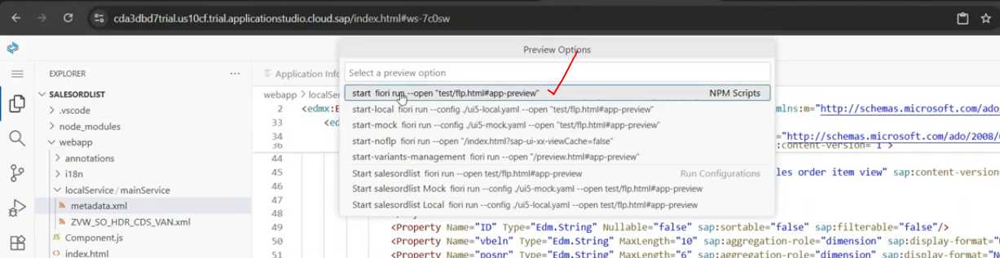 cda3dbd7trial.us10cf.trial.applicationstudio.cloud.sap/index.html#ws-7c0sw
Preview Options
Select a preview option
start fiori run --open "test/flp.html#app-preview" NPM Scripts
start-local fiori run --config ./ui5-local.yaml --open "test/flp.html#app-preview"
start-mock fiori run --config ./ui5-mock.yaml --open "test/flp.html#app-preview"
start-noflp fiori run --open "/index.html?sap-ui-xx-viewCache=false"
start-variants-management fiori run --open "/preview.html#app-preview"
Start salesordlist fiori run --open test/flp.html#app-preview Run Configurations
Start salesordlist Mock fiori run --config ./ui5-mock.yaml --open test/flp.html#app-preview
Start salesordlist Local fiori run --config ./ui5-local.yaml --open test/flp.html#app-preview
EXPLORER
SALESORDLIST
.vscode
node_modules
webapp
annotations
i18n
localService / mainService
metadata.xml
ZVW_SO_HDR_CDS_VAN.xml
Component.js
index.html
Application Info
webapp > localServ
2 <edmx:E mlns:m="http://schemas.microsoft.com/ado/
33 <ed
34 ="http://schemas.microsoft.com/ado/2008/
36 :content-version="1">
44
45 les order item view" sap:content-version
46
47
48
49 <Property Name="ID" Type="Edm.String" Nullable="false" sap:sortable="false" sap:filterable="false"/>
50 <Property Name="vbeln" Type="Edm.String" MaxLength="10" sap:aggregation-role="dimension" sap:display-format="N
51 <Property Name="posnr" Type="Edm.String" MaxLength="6" sap:aggregation-role="dimension" sap:display-format="No